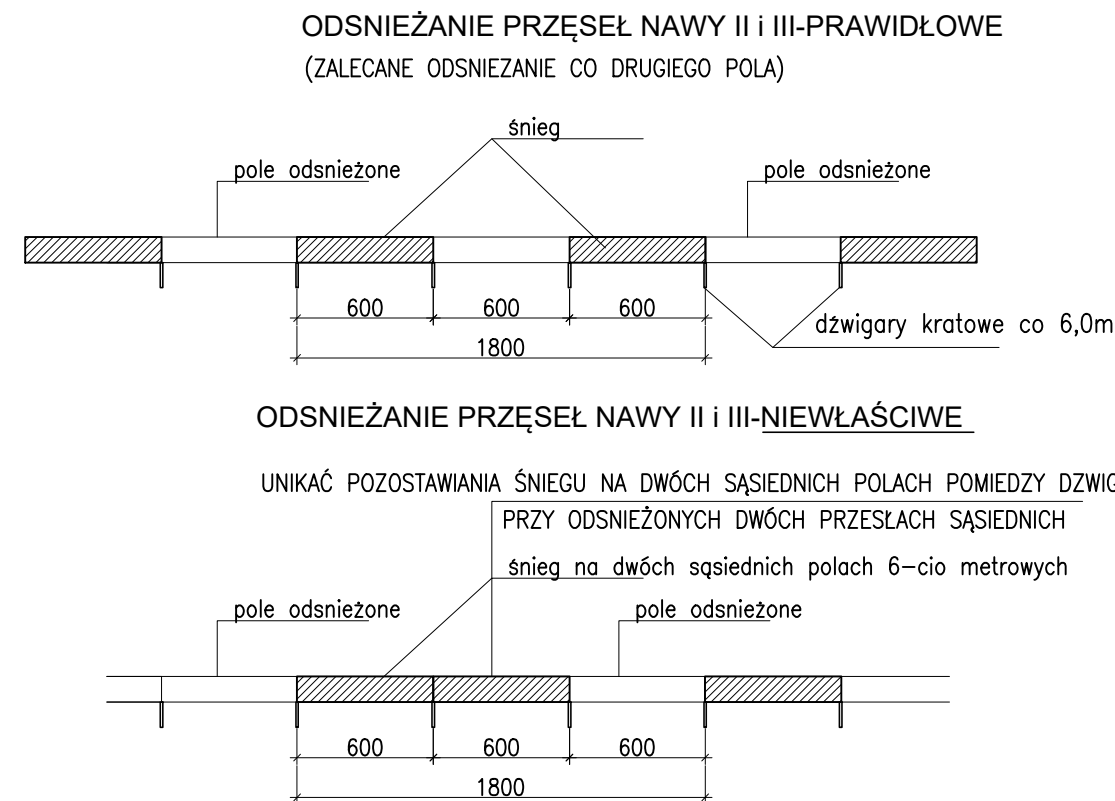 ODSNIEŻANIE PRZĘSEŁ NAWY II i III-PRAWIDŁOWE
(ZALECANE ODSNIEZANIE CO DRUGIEGO POLA)
śnieg
pole odsnieżone
pole odsnieżone
600
600
600
dźwigary kratowe co 6,0m
1800
ODSNIEŻANIE PRZĘSEŁ NAWY II i III-NIEWŁAŚCIWE
UNIKAĆ POZOSTAWIANIA ŚNIEGU NA DWÓCH SĄSIEDNICH POLACH POMIEDZY DZWIG
PRZY ODSNIEŻONYCH DWÓCH PRZESŁACH SĄSIEDNICH
śnieg na dwóch sąsiednich polach 6-cio metrowych
pole odsnieżone
pole odsnieżone
600
600
600
1800